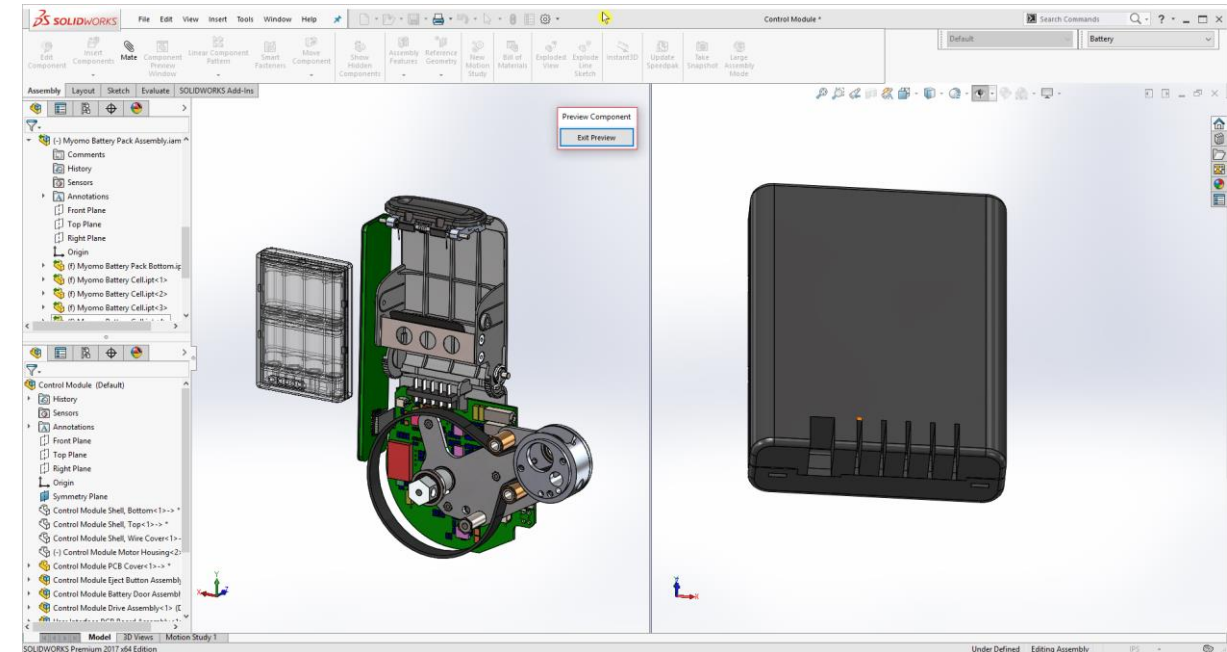 SOLIDWORKS File Edit View Insert Tools Window Help Control Module * Search Commands
Edit Component
Insert Components
Mate
Component Preview Window
Linear Component Pattern
Smart Fasteners
Move Component
Show Hidden Components
Assembly Features
Reference Geometry
New Motion Study
Bill of Materials
Exploded View
Explode Line Sketch
Instant3D
Update Speedpak
Take Snapshot
Large Assembly Mode
Default Battery
Assembly Layout Sketch Evaluate SOLIDWORKS Add-Ins
Preview Component
Exit Preview
(-) Myomo Battery Pack Assembly.iam
Comments
History
Sensors
Annotations
Front Plane
Top Plane
Right Plane
Origin
(f) Myomo Battery Pack Bottom.ip
(f) Myomo Battery Cell.ipt<1>
(f) Myomo Battery Cell.ipt<2>
(f) Myomo Battery Cell.ipt<3>
Control Module (Default)
History
Sensors
Annotations
Front Plane
Top Plane
Right Plane
Origin
Symmetry Plane
Control Module Shell, Bottom<1>-> *
Control Module Shell, Top<1>-> *
Control Module Shell, Wire Cover<1>-
(-) Control Module Motor Housing<2>
Control Module PCB Cover<1>-> *
Control Module Eject Button Assembly
Control Module Battery Door Assembl
Control Module Drive Assembly<1> (D
Y
X
Z
Y
X
Model 3D Views Motion Study 1
SOLIDWORKS Premium 2017 x64 Edition Under Defined Editing Assembly IPS